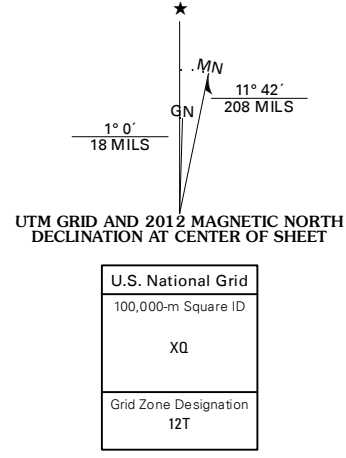 ★
MN
11° 42´
208 MILS
GN
1° 0´
18 MILS
UTM GRID AND 2012 MAGNETIC NORTH
DECLINATION AT CENTER OF SHEET
U.S. National Grid
100,000-m Square ID
XQ
Grid Zone Designation
12T